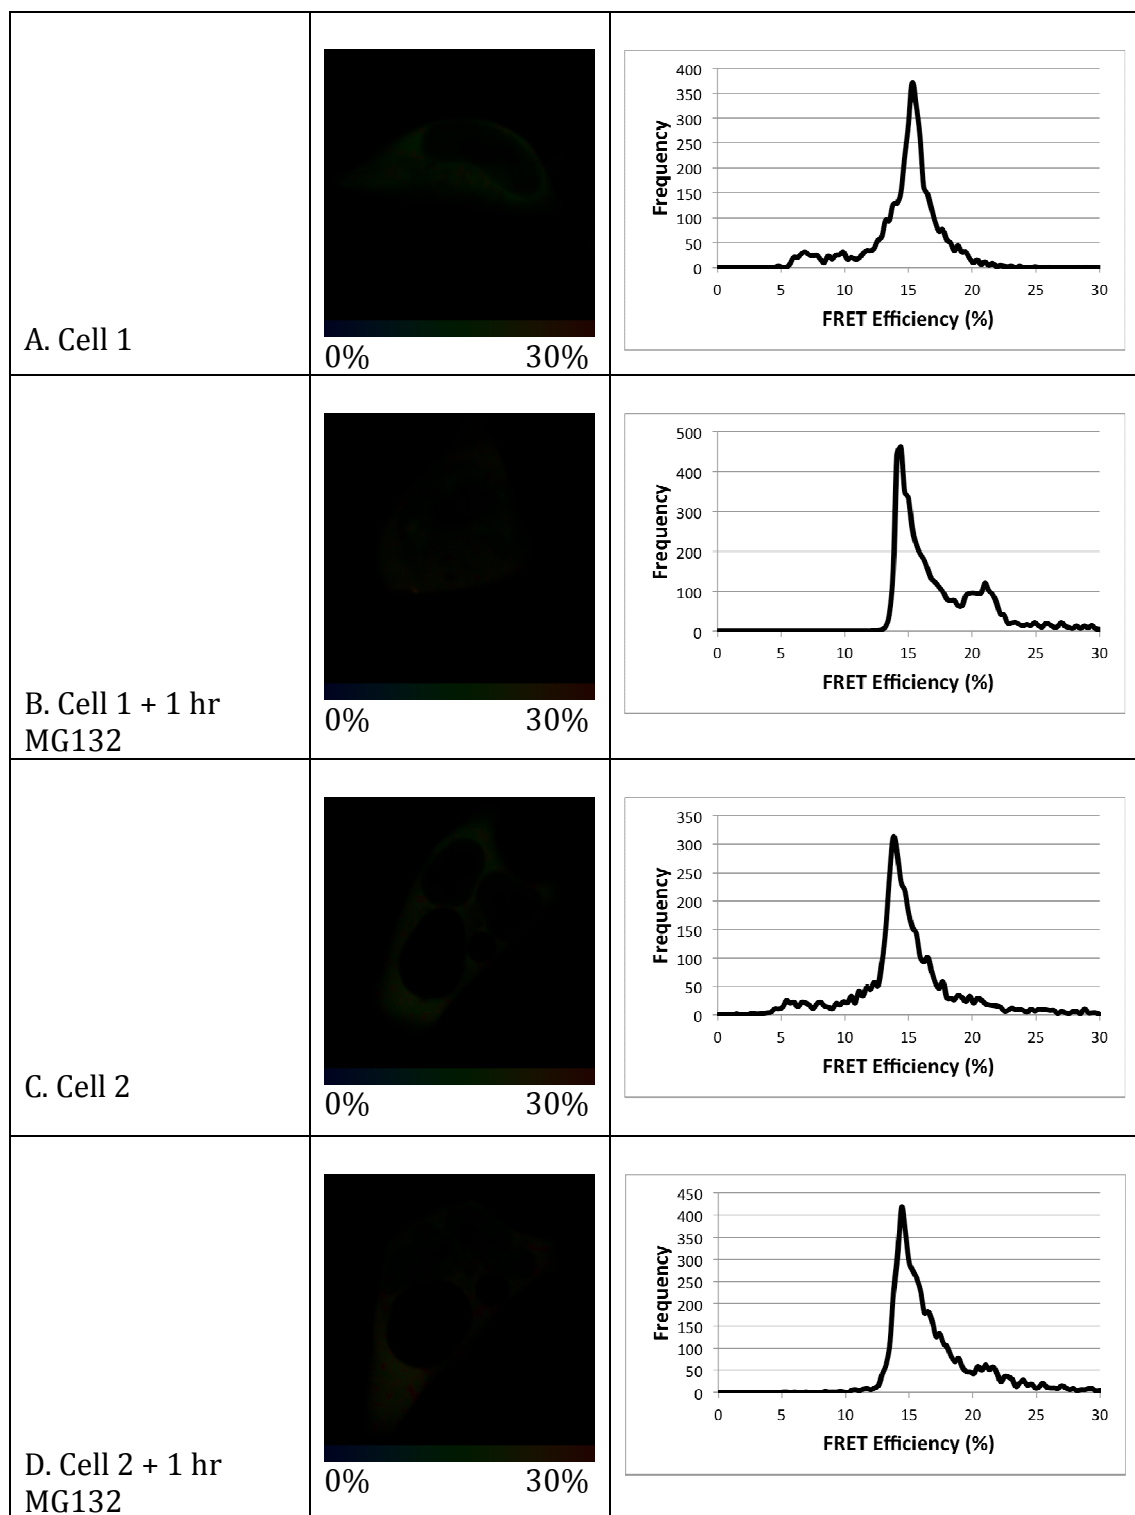 A. Cell 1
0% 30%
400
350
300
250
200
150
100
50
0
Frequency
0 5 10 15 20 25 30
FRET Efficiency (%)
B. Cell 1 + 1 hr
MG132
0% 30%
500
400
300
200
100
0
Frequency
0 5 10 15 20 25 30
FRET Efficiency (%)
C. Cell 2
0% 30%
350
300
250
200
150
100
50
0
Frequency
0 5 10 15 20 25 30
FRET Efficiency (%)
D. Cell 2 + 1 hr
MG132
0% 30%
450
400
350
300
250
200
150
100
50
0
Frequency
0 5 10 15 20 25 30
FRET Efficiency (%)